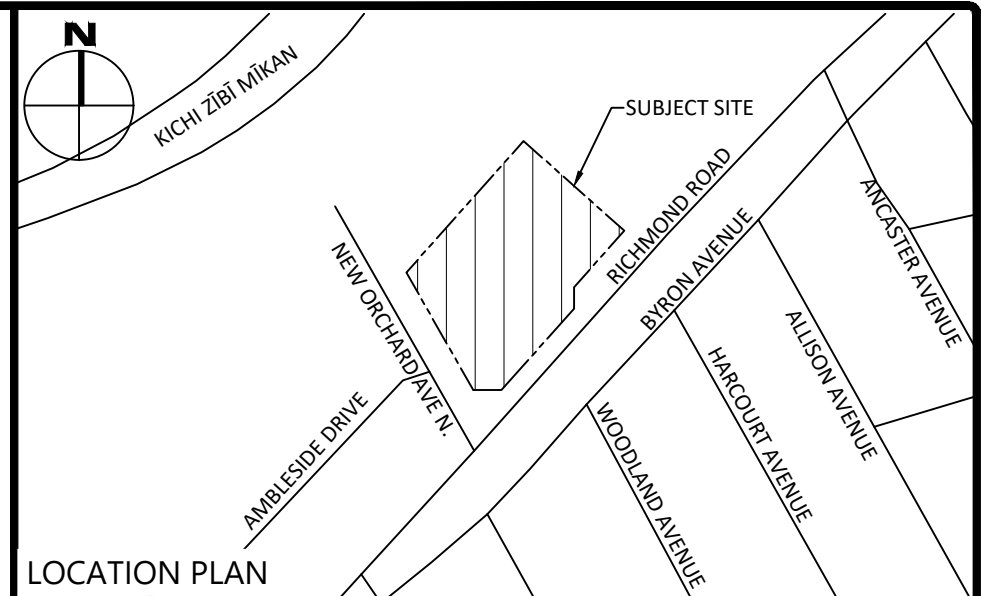 N
KICHI ZĪBĪ MĪKAN
SUBJECT SITE
RICHMOND ROAD
BYRON AVENUE
ANCASTER AVENUE
NEW ORCHARD AVE N.
ALLISON AVENUE
HARCOURT AVENUE
AMBLESIDE DRIVE
WOODLAND AVENUE
LOCATION PLAN